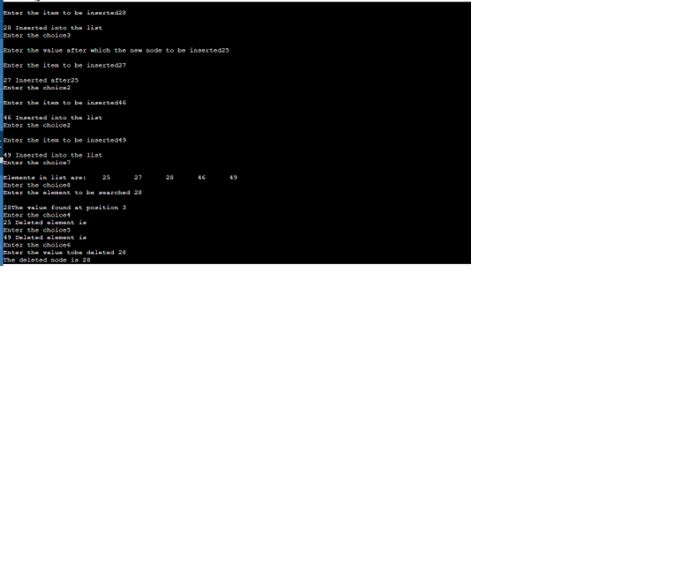 Enter the item to be inserted28
28 Inserted into the list
Enter the choice3
Enter the value after which the new node to be inserted25
Enter the item to be inserted27
27 Inserted after25
Enter the choice2
Enter the item to be inserted46
46 Inserted into the list
Enter the choice2
Enter the item to be inserted49
49 Inserted into the list
Enter the choice7
Elements in list are: 25 27 28 46 49
Enter the choice8
Enter the element to be searched 28
28The value found at position 3
Enter the choice4
25 Deleted element is
Enter the choice5
49 Deleted element is
Enter the choice6
Enter the value tobe deleted 28
The deleted node is 28